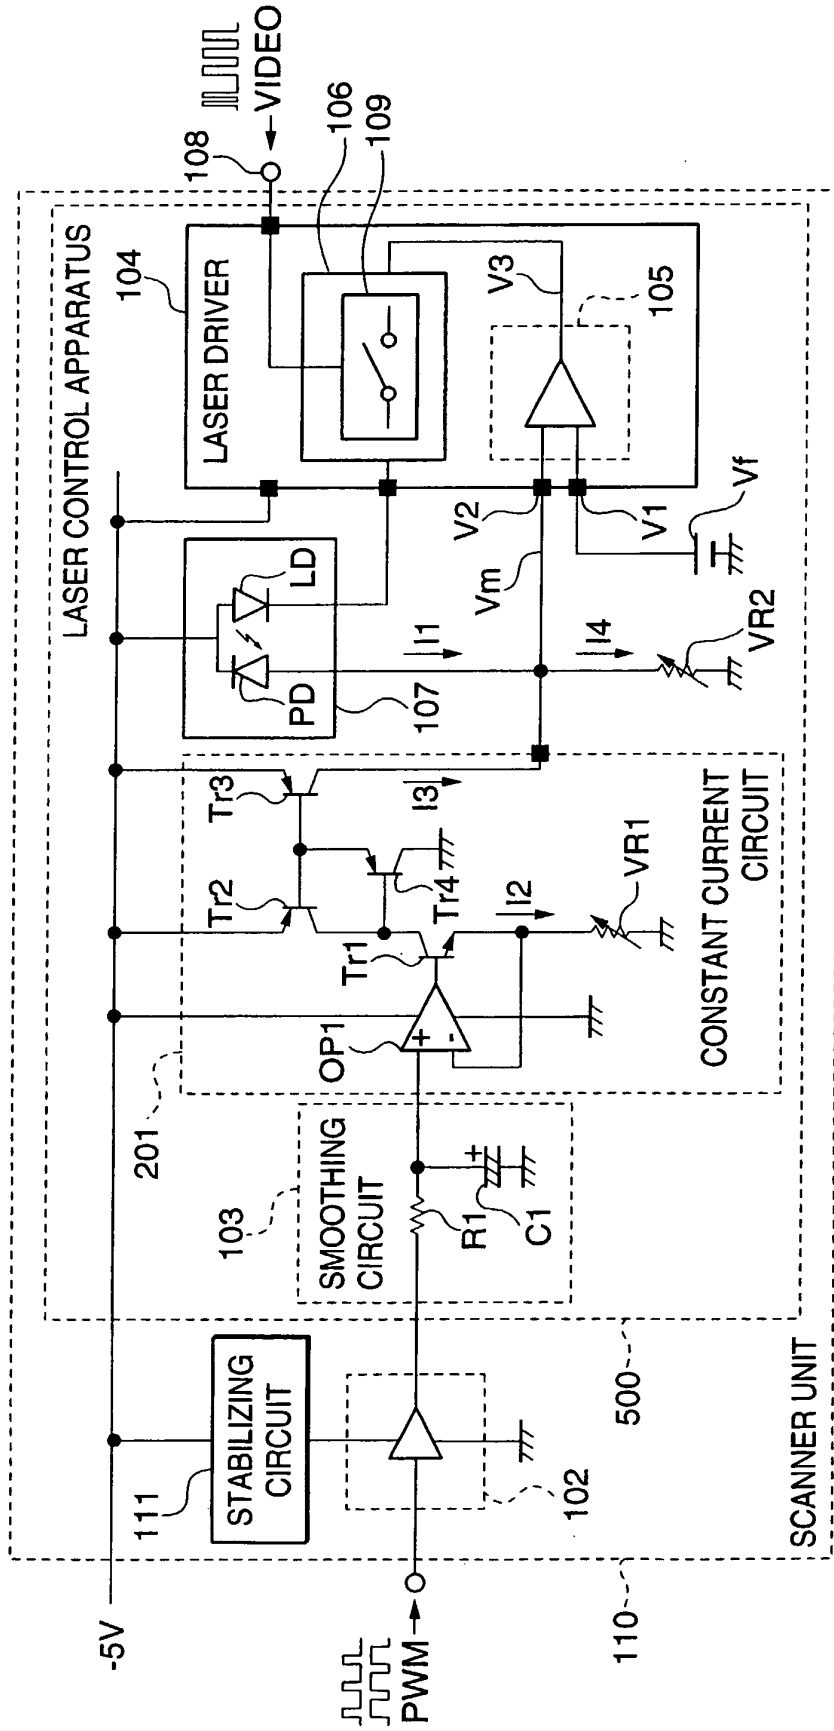 SCANNER UNIT
110
LASER CONTROL APPARATUS
500
-5V
STABILIZING
CIRCUIT
111
PWM
102
SMOOTHING
CIRCUIT
103
R1
C1
+
CONSTANT CURRENT
CIRCUIT
201
OP1
+
-
Tr1
Tr2
Tr3
Tr4
I2
VR1
I3
PD
LD
107
I1
I4
VR2
Vm
V2
V1
Vf
LASER DRIVER
104
106
109
108
VIDEO
V3
105